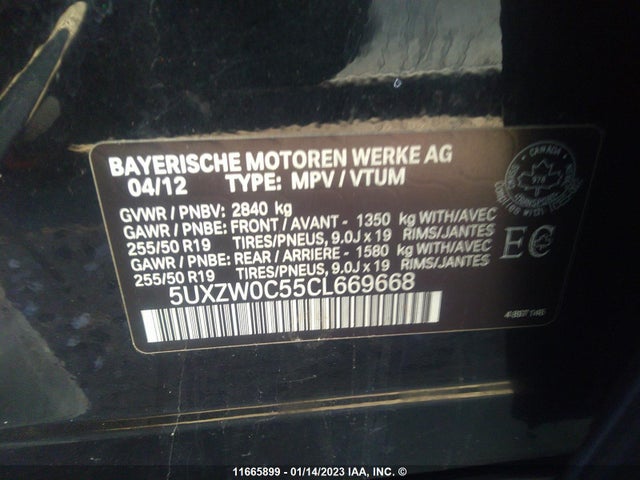 BAYERISCHE MOTOREN WERKE AG
04/12 TYPE: MPV / VTUM
GVWR / PNBV: 2840 kg
GAWR / PNBE: FRONT / AVANT - 1350 kg WITH/AVEC
255/50 R19 TIRES/PNEUS, 9.0J x 19 RIMS/JANTES
GAWR / PNBE: REAR / ARRIERE - 1580 kg WITH/AVEC
255/50 R19 TIRES/PNEUS, 9.0J x 19 RIMS/JANTES
5UXZW0C55CL669668
CANADA
EC
11665899 - 01/14/2023 IAA, INC. ©